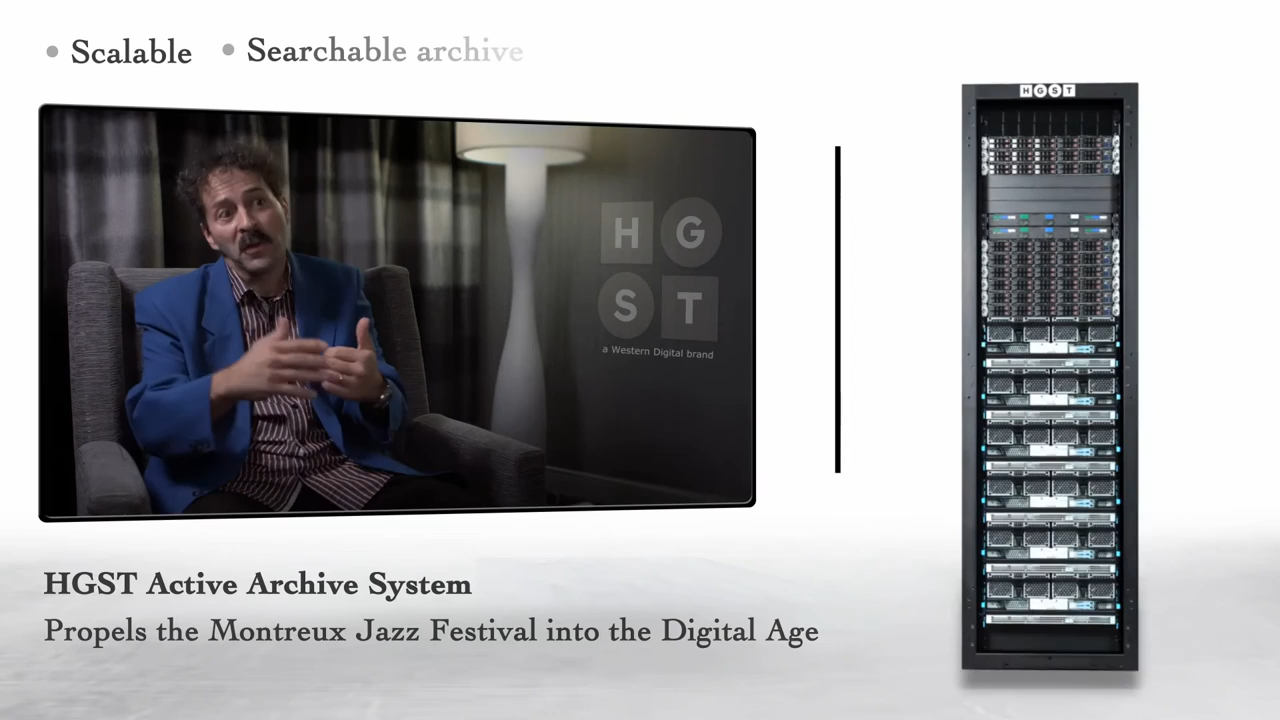 • Scalable • Searchable archive
HGST
H G
S T
a Western Digital brand
HGST Active Archive System
Propels the Montreux Jazz Festival into the Digital Age